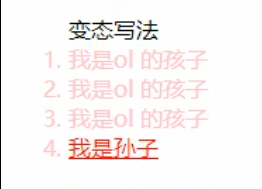 变态写法
1. 我是ol 的孩子
2. 我是ol 的孩子
3. 我是ol 的孩子
4. 我是孙子